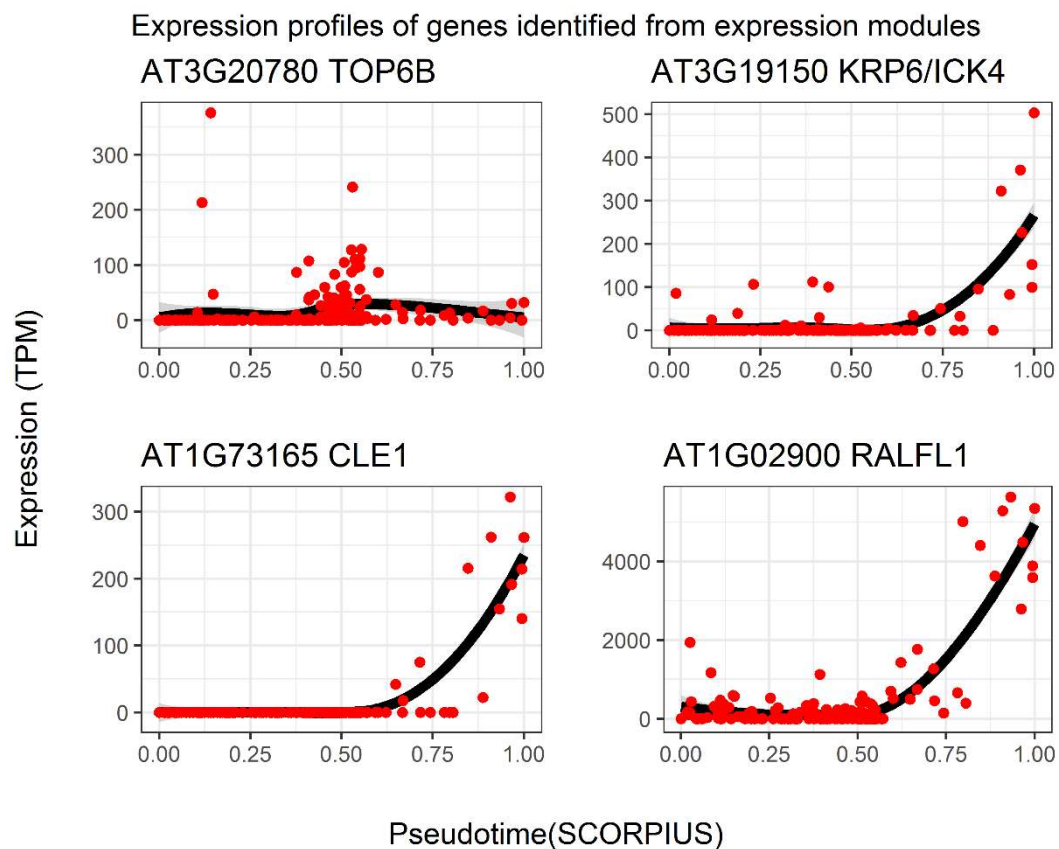 Expression profiles of genes identified from expression modules
AT3G20780 TOP6B
AT3G19150 KRP6/ICK4
300
200
100
0
0.00 0.25 0.50 0.75 1.00
500
400
300
200
100
0
0.00 0.25 0.50 0.75 1.00
AT1G73165 CLE1
AT1G02900 RALFL1
300
200
100
0
0.00 0.25 0.50 0.75 1.00
4000
2000
0
0.00 0.25 0.50 0.75 1.00
Expression (TPM)
Pseudotime(SCORPIUS)